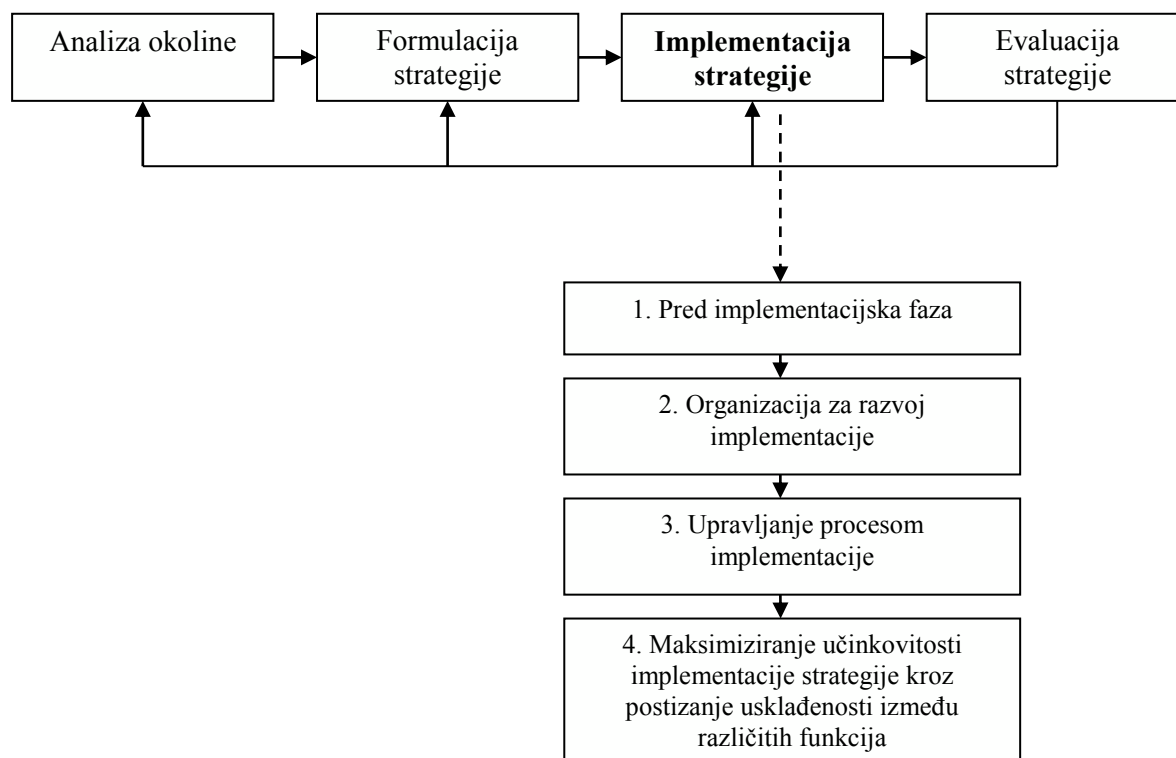 Analiza okoline
Formulacija
strategije
Implementacija
strategije
Evaluacija
strategije
1. Pred implementacijska faza
2. Organizacija za razvoj
implementacije
3. Upravljanje procesom
implementacije
4. Maksimiziranje učinkovitosti
implementacije strategije kroz
postizanje usklađenosti između
različitih funkcija